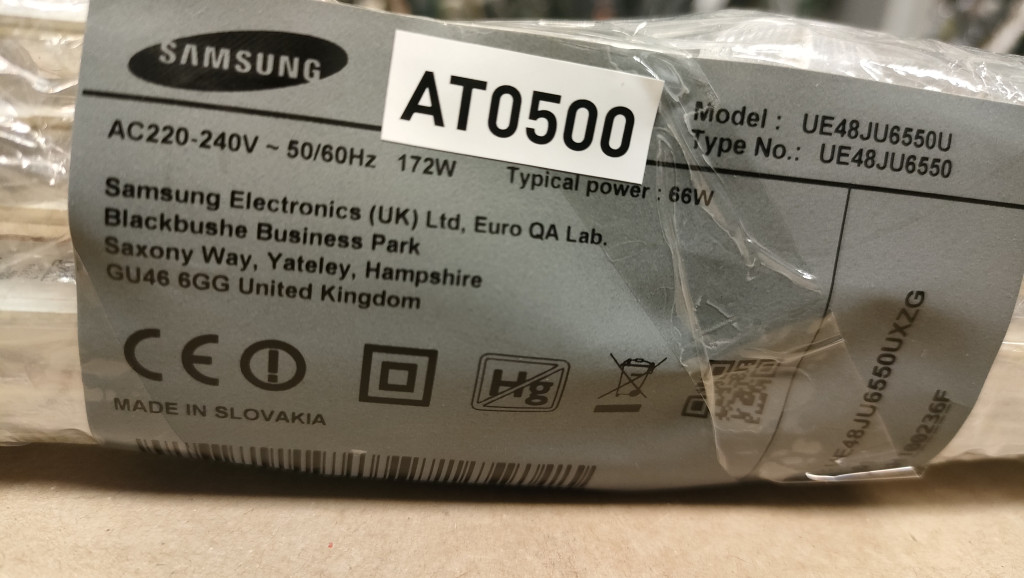 SAMSUNG
AT0500
Model : UE48JU6550U
Type No.: UE48JU6550
AC220-240V ~ 50/60Hz 172W Typical power : 66W
Samsung Electronics (UK) Ltd, Euro QA Lab.
Blackbushe Business Park
Saxony Way, Yateley, Hampshire
GU46 6GG United Kingdom
CE
Hg
MADE IN SLOVAKIA
UE48JU6550UXZG